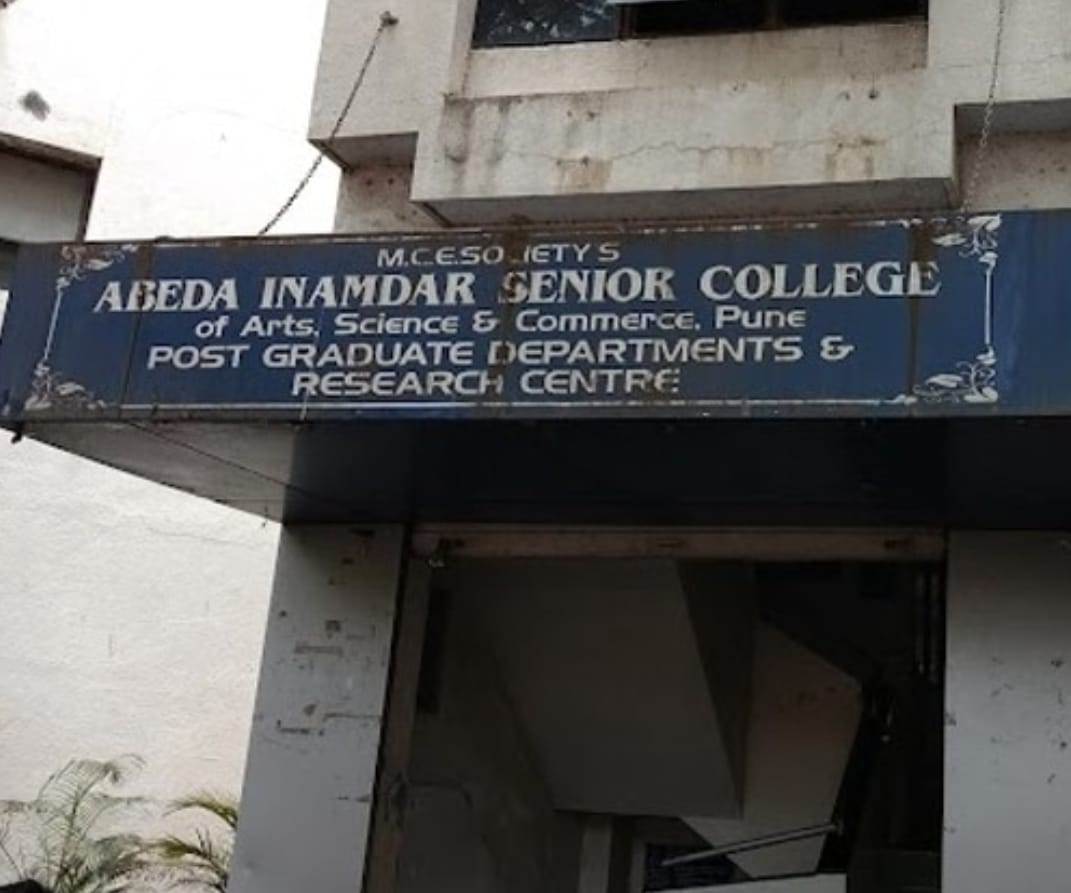 M.C.E.SOCIETY'S
ABEDA INAMDAR SENIOR COLLEGE
of Arts, Science & Commerce, Pune
POST GRADUATE DEPARTMENTS &
RESEARCH CENTRE